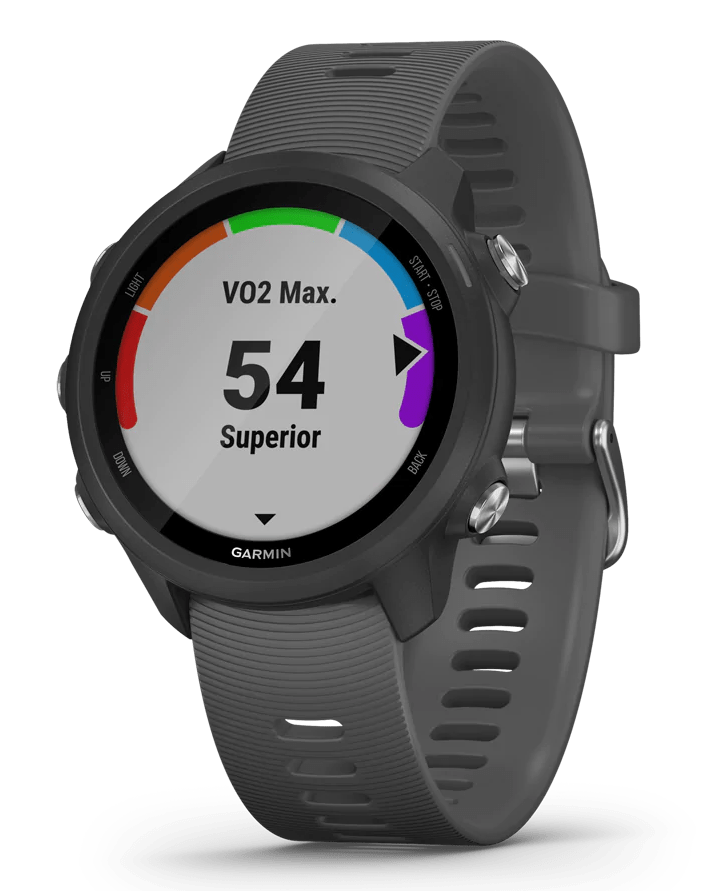 LIGHT
START • STOP
VO2 Max.
UP
54
Superior
DOWN
BACK
GARMIN